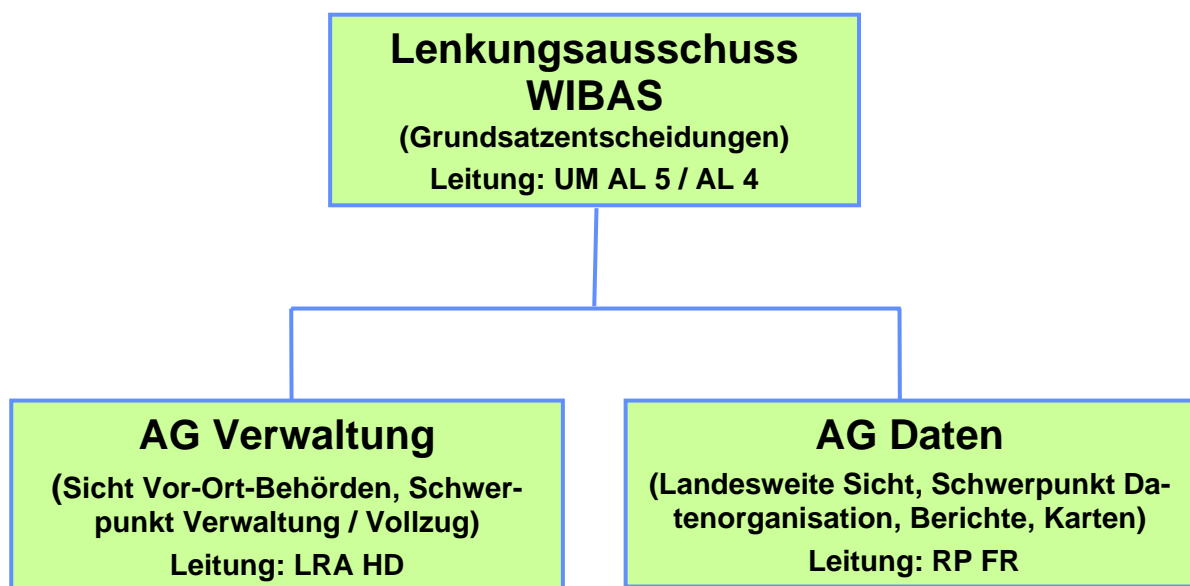 Lenkungsausschuss
WIBAS
(Grundsatzentscheidungen)
Leitung: UM AL 5 / AL 4
AG Verwaltung
(Sicht Vor-Ort-Behörden, Schwer-
punkt Verwaltung / Vollzug)
Leitung: LRA HD
AG Daten
(Landesweite Sicht, Schwerpunkt Da-
tenorganisation, Berichte, Karten)
Leitung: RP FR